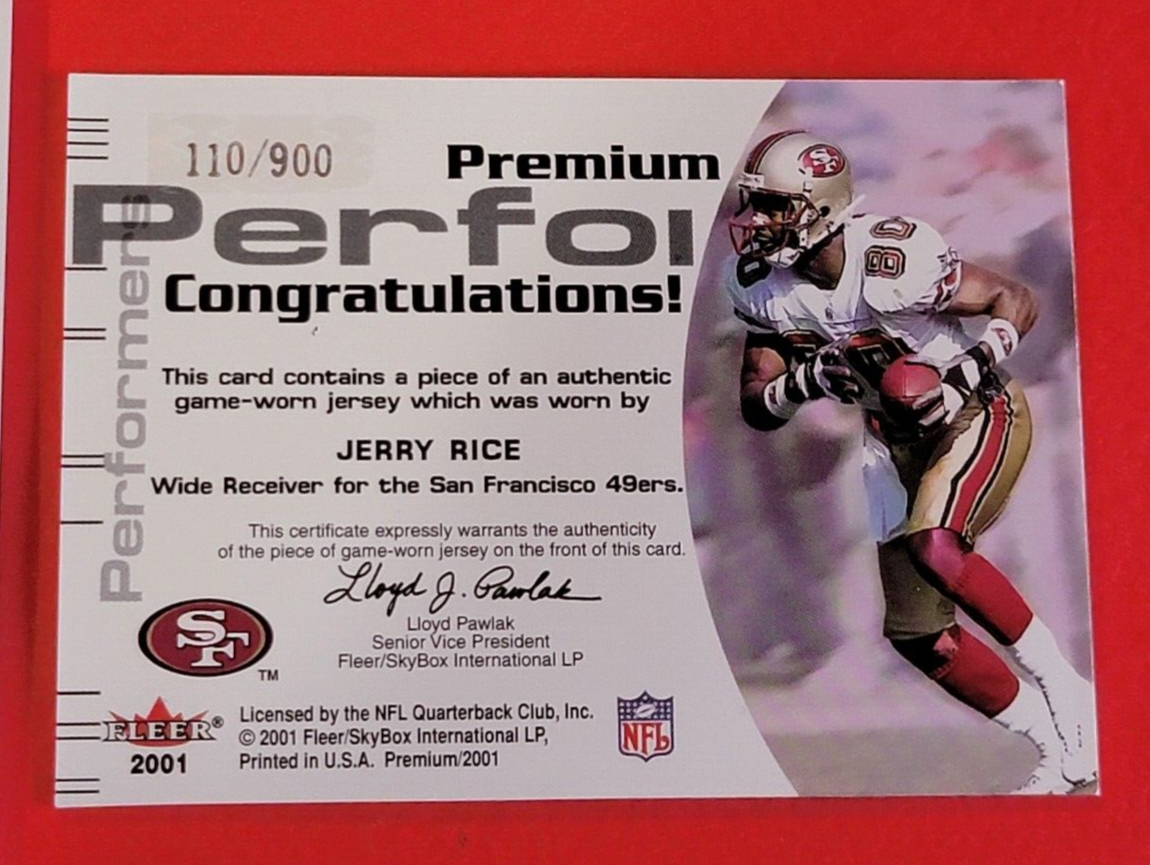 110/900
Premium
Perfor
Performers
Congratulations!
This card contains a piece of an authentic
game-worn jersey which was worn by
JERRY RICE
Wide Receiver for the San Francisco 49ers.
This certificate expressly warrants the authenticity
of the piece of game-worn jersey on the front of this card.
Lloyd J. Pawlak
Lloyd Pawlak
Senior Vice President
Fleer/SkyBox International LP
SF
TM
FLEER®
2001
Licensed by the NFL Quarterback Club, Inc.
© 2001 Fleer/SkyBox International LP,
Printed in U.S.A. Premium/2001
NFL
SF
80